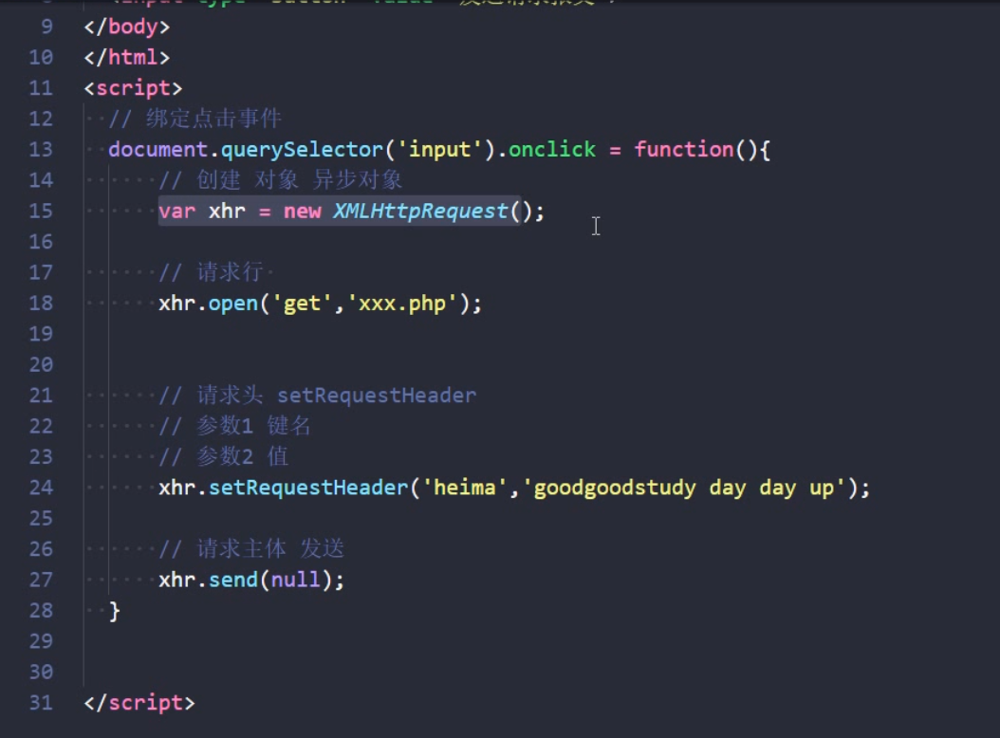 9 </body>
10 </html>
11 <script>
12 // 绑定点击事件
13 document.querySelector('input').onclick = function(){
14 // 创建 对象 异步对象
15 var xhr = new XMLHttpRequest();
16
17 // 请求行
18 xhr.open('get','xxx.php');
19
20
21 // 请求头 setRequestHeader
22 // 参数1 键名
23 // 参数2 值
24 xhr.setRequestHeader('heima','goodgoodstudy day day up');
25
26 // 请求主体 发送
27 xhr.send(null);
28 }
29
30
31 </script>